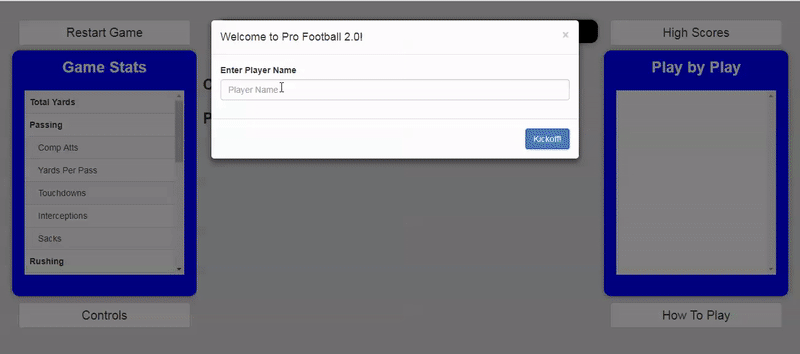 Restart Game
Game Stats
Total Yards
Passing
Comp Atts
Yards Per Pass
Touchdowns
Interceptions
Sacks
Rushing
Controls
Welcome to Pro Football 2.0!
×
Enter Player Name
Player Name
Kickoff!
High Scores
Play by Play
How To Play